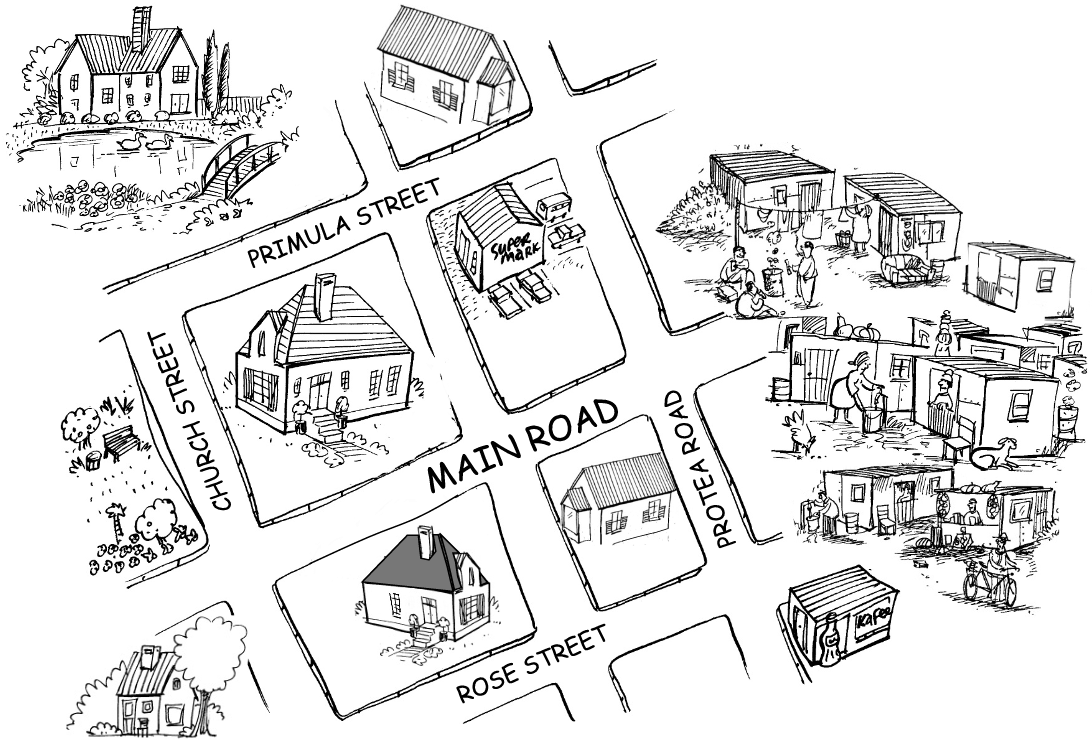 PRIMULA STREET
SUPER
MARK
CHURCH STREET
MAIN ROAD
PROTEA ROAD
Kafee
ROSE STREET